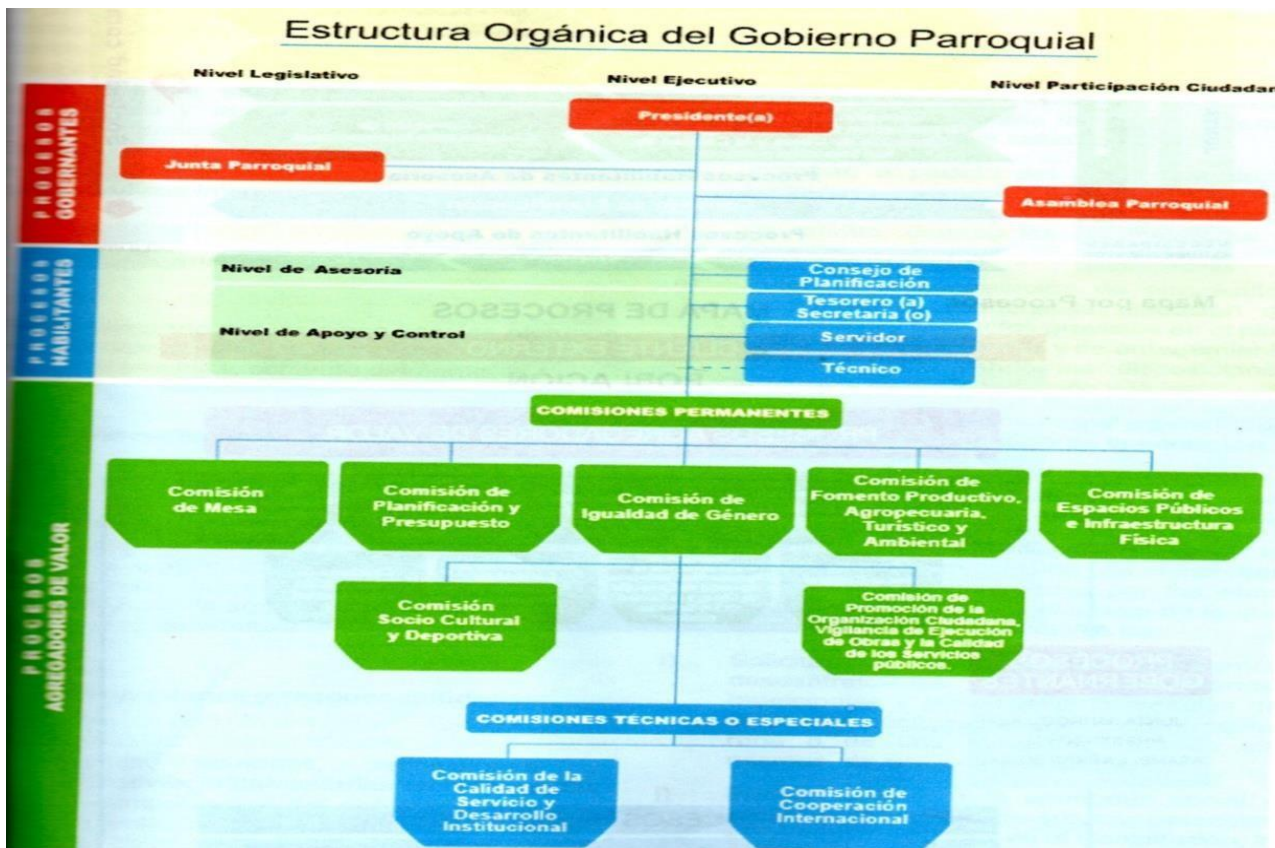 Estructura Orgánica del Gobierno Parroquial
Nivel Legislativo
Nivel Ejecutivo
Nivel Participación Ciudadan
PROCESOS
GOBERNANTES
Presidente(a)
Junta Parroquial
Asamblea Parroquial
PROCESOS
HABILITANTES
Nivel de Asesoria
Consejo de
Planificación
Nivel de Apoyo y Control
Tesorero (a)
Secretaria (o)
Servidor
Técnico
PROCESOS
AGREGADORES DE VALOR
COMISIONES PERMANENTES
Comisión
de Mesa
Comisión de
Planificación y
Presupuesto
Comisión de
Igualdad de Género
Comisión de
Fomento Productivo,
Agropecuaria,
Turístico y
Ambiental
Comisión de
Espacios Públicos
e Infraestructura
Física
Comisión
Socio Cultural
y Deportiva
Comisión de
Promoción de la
Organización Ciudadana,
Vigilancia de Ejecución
de Obras y la Calidad
de los Servicios
públicos.
COMISIONES TÉCNICAS O ESPECIALES
Comisión de la
Calidad de
Servicio y
Desarrollo
Institucional
Comisión de
Cooperación
Internacional